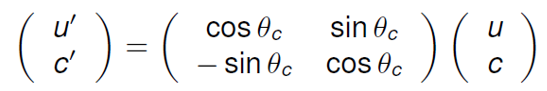 ( u′ ) = ( cos θc sin θc ) ( u )
( c′ ) ( − sin θc cos θc ) ( c )